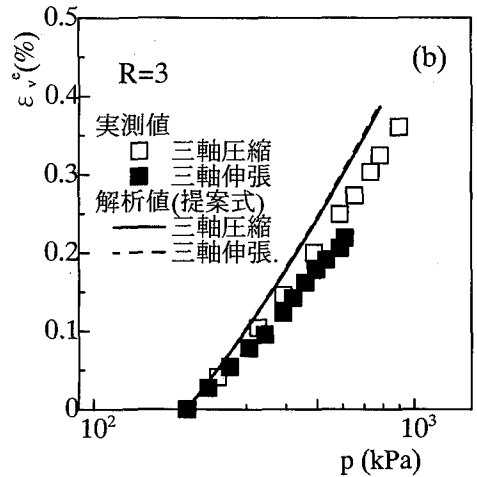 0.5
(b)
εvᵉ(%)
R=3
0.4
実測値
三軸圧縮
0.3
三軸伸張
解析値(提案式)
三軸圧縮
0.2
三軸伸張.
0.1
0
10²
10³
p (kPa)